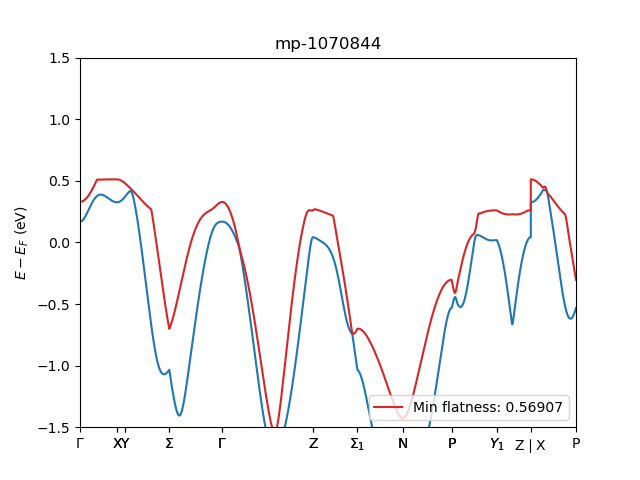 mp-1070844
E − E_F (eV)
1.5
1.0
0.5
0.0
−0.5
−1.0
−1.5
Min flatness: 0.56907
Γ XY Σ Γ Z Σ₁ N P Y₁ Z | X P